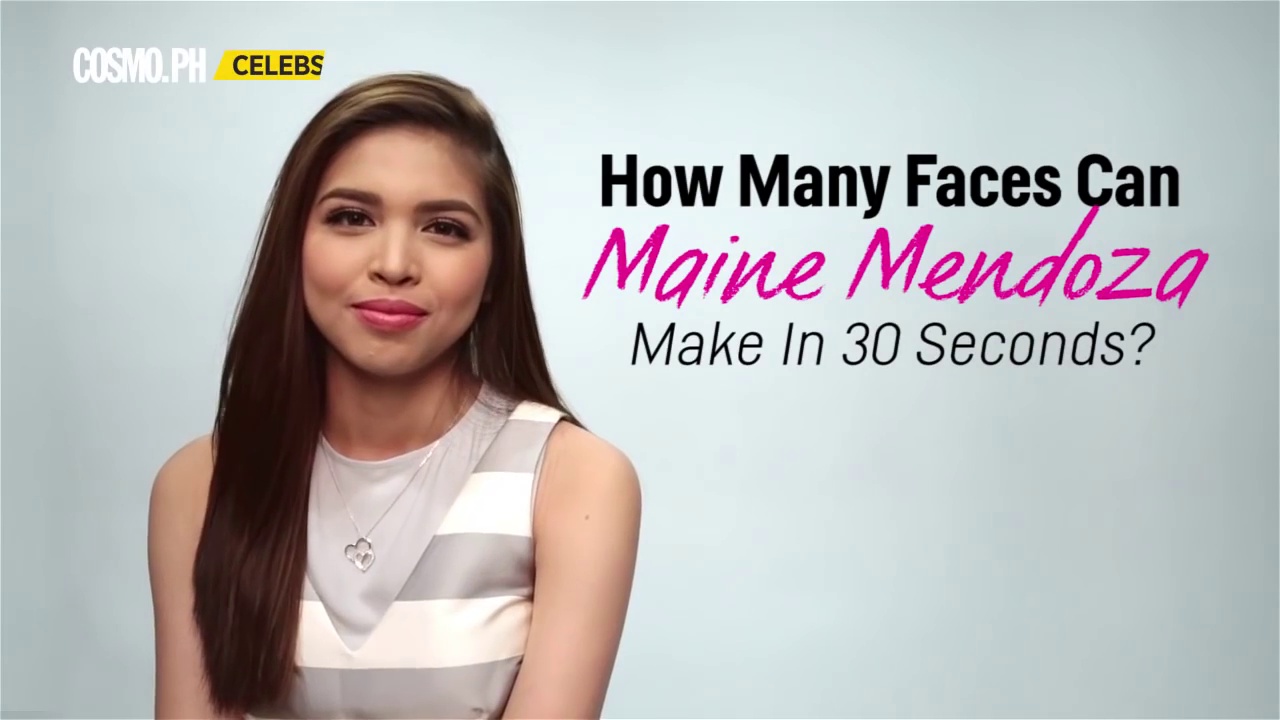 COSMO.PH CELEBS
How Many Faces Can
Maine Mendoza
Make In 30 Seconds?